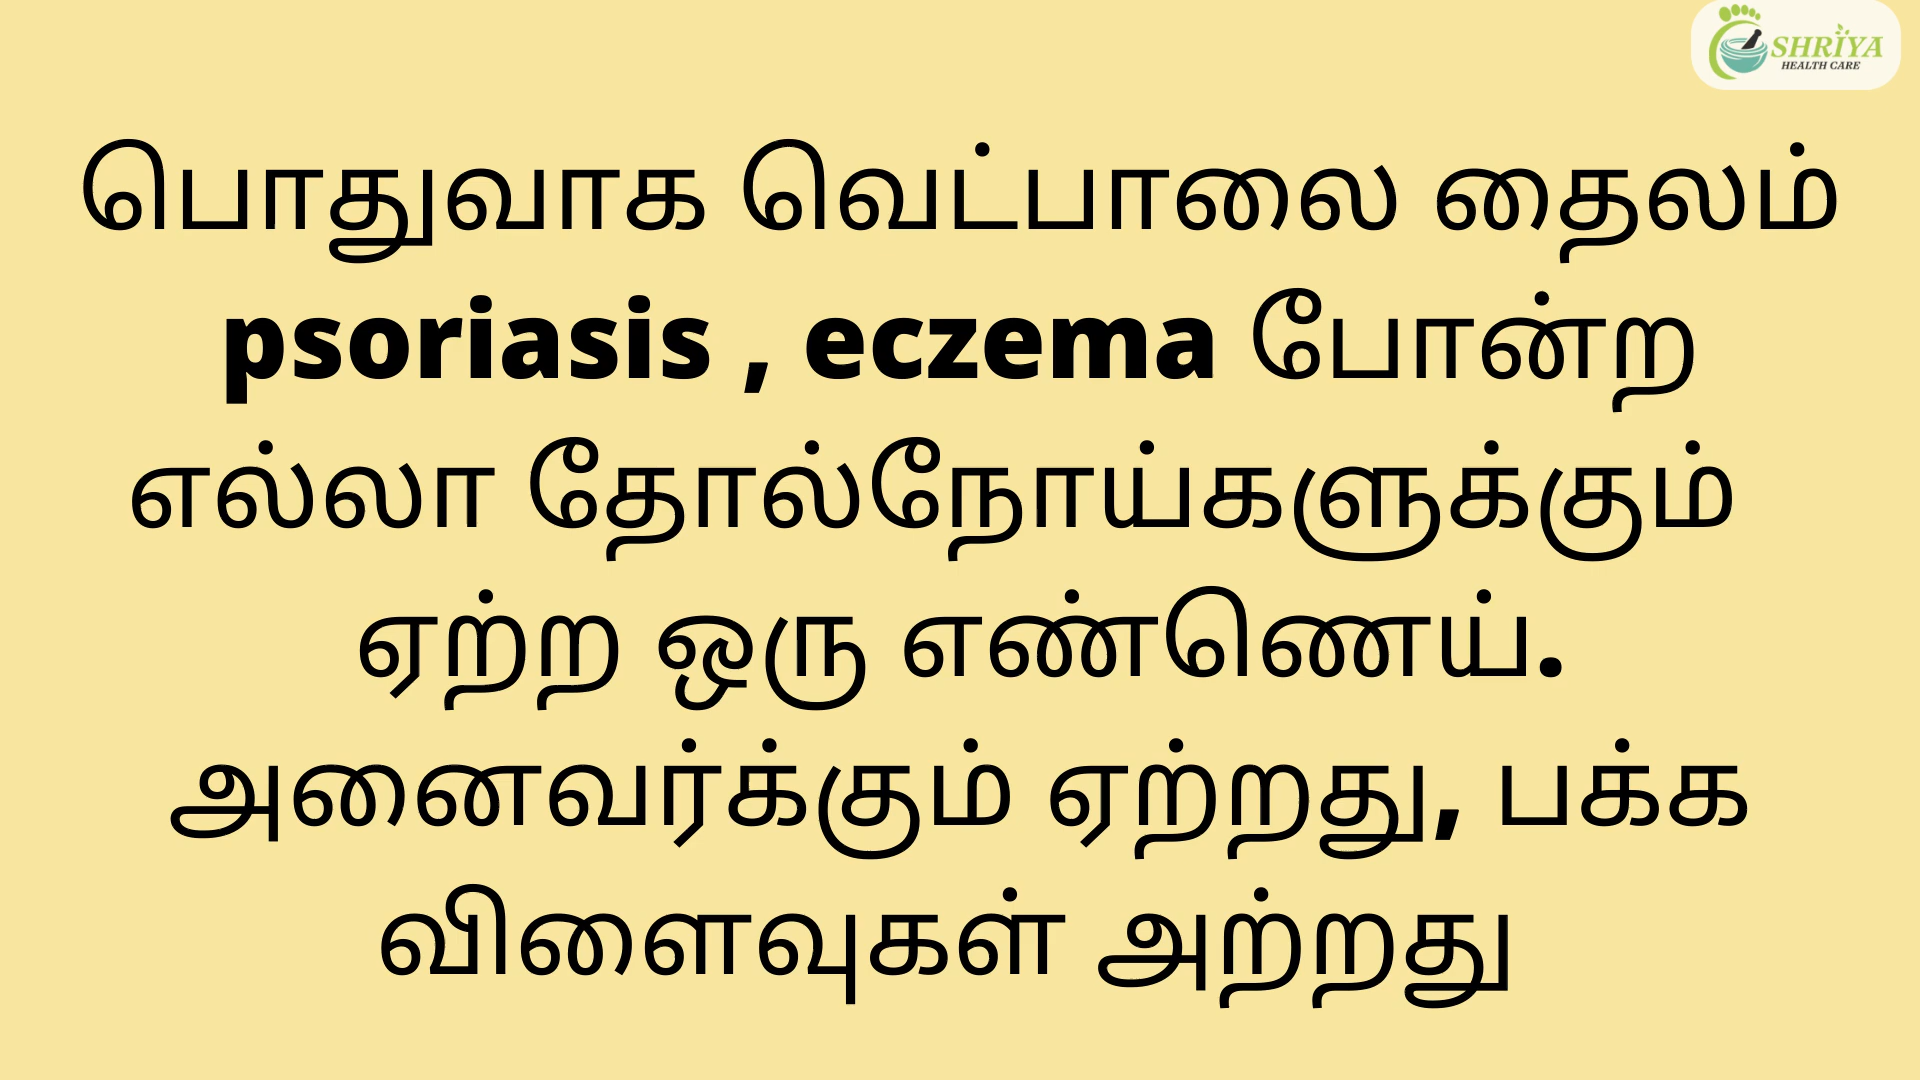 SHRIYA
HEALTH CARE
பொதுவாக வெட்பாலை தைலம்
psoriasis , eczema போன்ற
எல்லா தோல்நோய்களுக்கும்
ஏற்ற ஒரு எண்ணெய்.
அனைவர்க்கும் ஏற்றது, பக்க
விளைவுகள் அற்றது